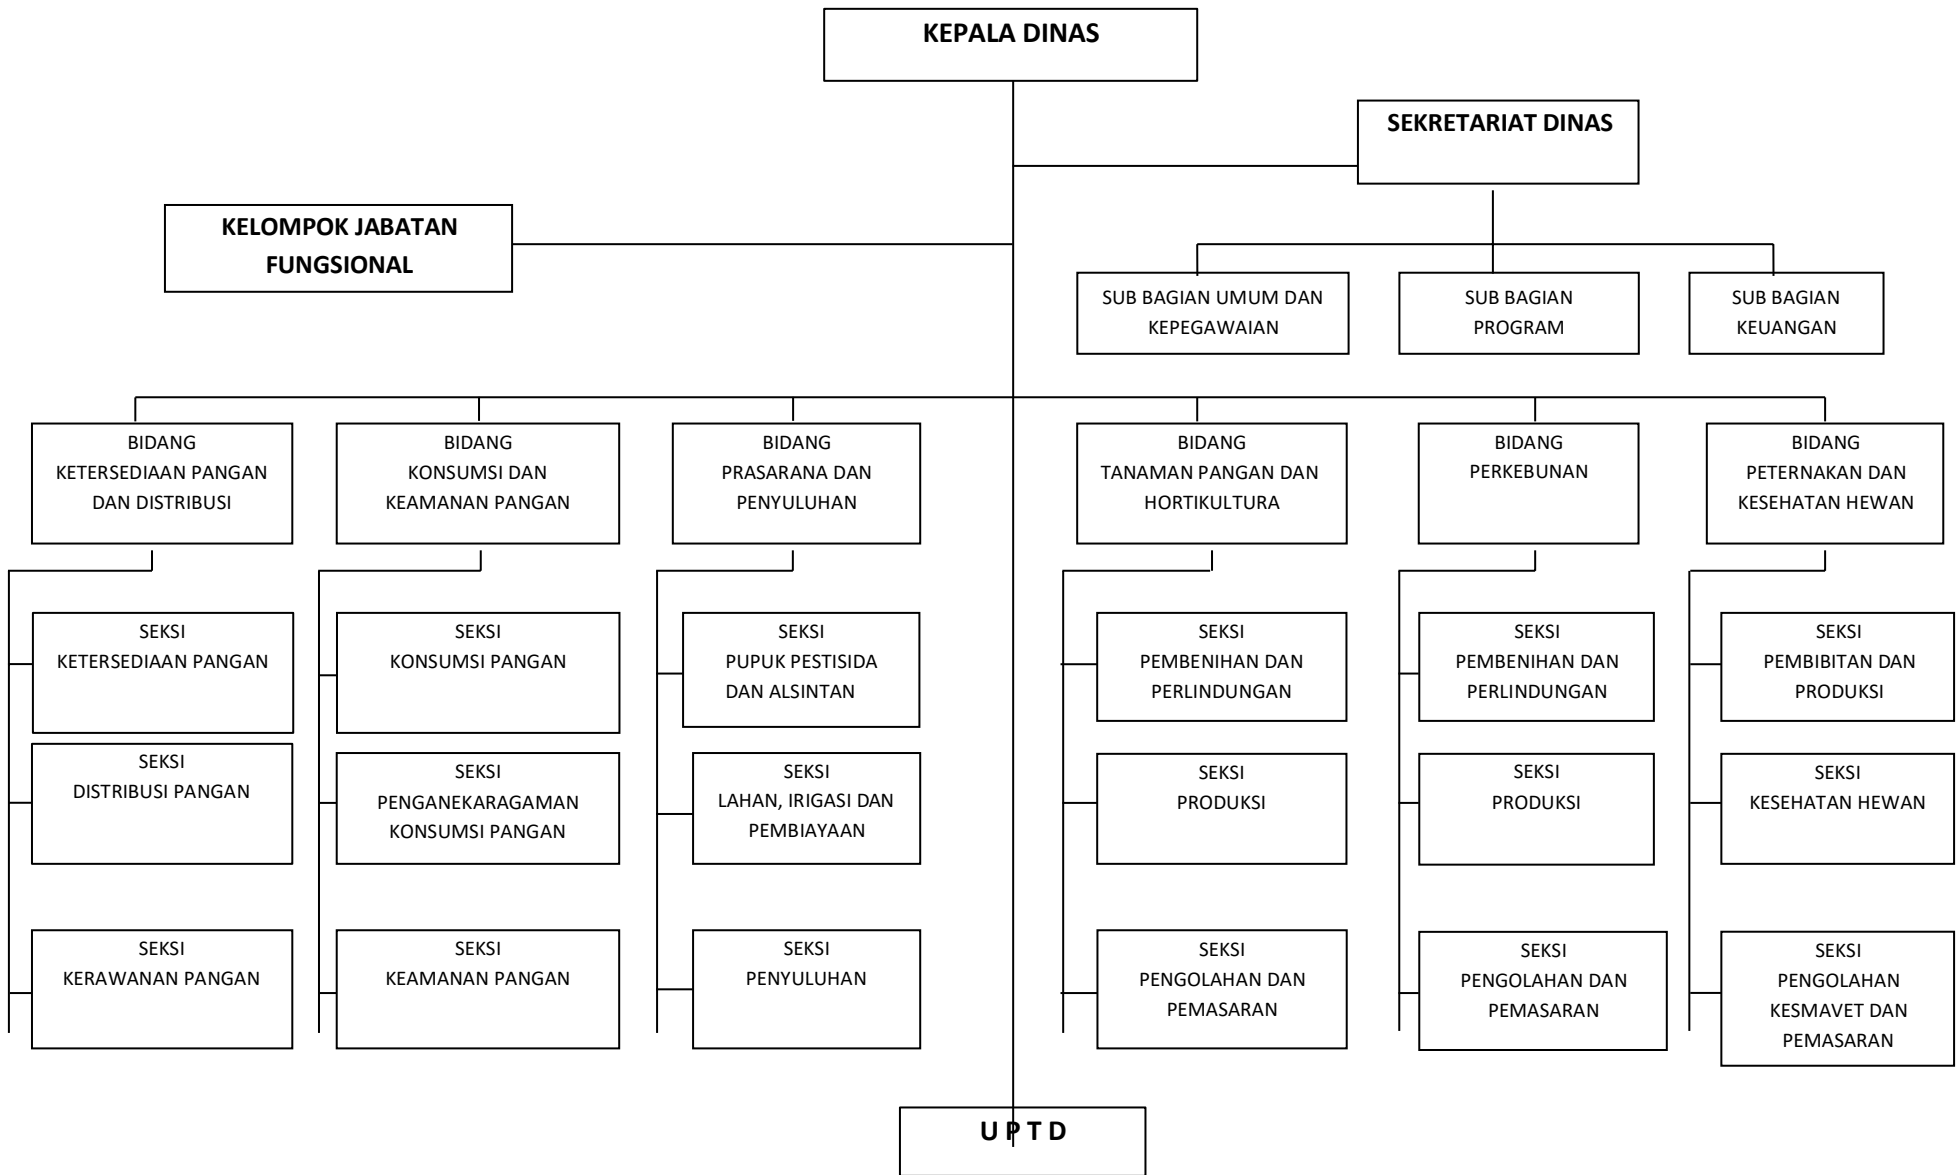 KEPALA DINAS
SEKRETARIAT DINAS
KELOMPOK JABATAN
FUNGSIONAL
SUB BAGIAN UMUM DAN
KEPEGAWAIAN
SUB BAGIAN
PROGRAM
SUB BAGIAN
KEUANGAN
BIDANG
KETERSEDIAAN PANGAN
DAN DISTRIBUSI
BIDANG
KONSUMSI DAN
KEAMANAN PANGAN
BIDANG
PRASARANA DAN
PENYULUHAN
BIDANG
TANAMAN PANGAN DAN
HORTIKULTURA
BIDANG
PERKEBUNAN
BIDANG
PETERNAKAN DAN
KESEHATAN HEWAN
SEKSI
KETERSEDIAAN PANGAN
SEKSI
KONSUMSI PANGAN
SEKSI
PUPUK PESTISIDA
DAN ALSINTAN
SEKSI
PEMBENIHAN DAN
PERLINDUNGAN
SEKSI
PEMBENIHAN DAN
PERLINDUNGAN
SEKSI
PEMBIBITAN DAN
PRODUKSI
SEKSI
DISTRIBUSI PANGAN
SEKSI
PENGANEKARAGAMAN
KONSUMSI PANGAN
SEKSI
LAHAN, IRIGASI DAN
PEMBIAYAAN
SEKSI
PRODUKSI
SEKSI
PRODUKSI
SEKSI
KESEHATAN HEWAN
SEKSI
KERAWANAN PANGAN
SEKSI
KEAMANAN PANGAN
SEKSI
PENYULUHAN
SEKSI
PENGOLAHAN DAN
PEMASARAN
SEKSI
PENGOLAHAN DAN
PEMASARAN
SEKSI
PENGOLAHAN
KESMAVET DAN
PEMASARAN
U P T D